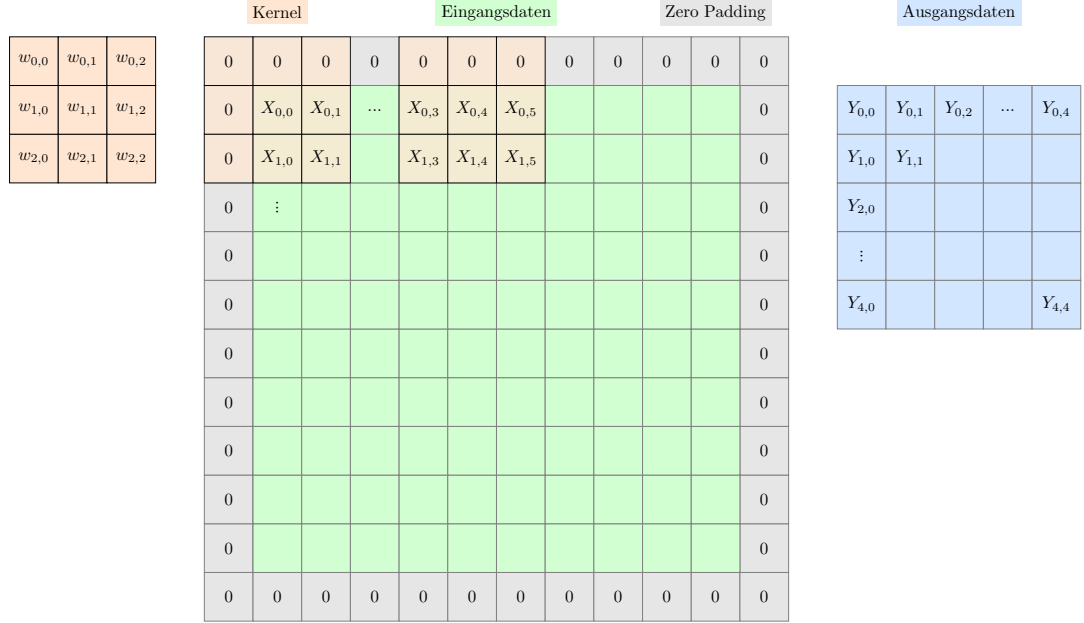 Kernel Eingangsdaten Zero Padding Ausgangsdaten
w0,0 w0,1 w0,2 0 0 0 0 0 0 0 0 0 0 0 0
w1,0 w1,1 w1,2 0 X0,0 X0,1 ... X0,3 X0,4 X0,5 0 Y0,0 Y0,1 Y0,2 ... Y0,4
w2,0 w2,1 w2,2 0 X1,0 X1,1 X1,3 X1,4 X1,5 0 Y1,0 Y1,1
0 ⋮ 0 Y2,0
0 0 ⋮
0 0 Y4,0 Y4,4
0 0
0 0
0 0
0 0
0 0
0 0 0 0 0 0 0 0 0 0 0 0